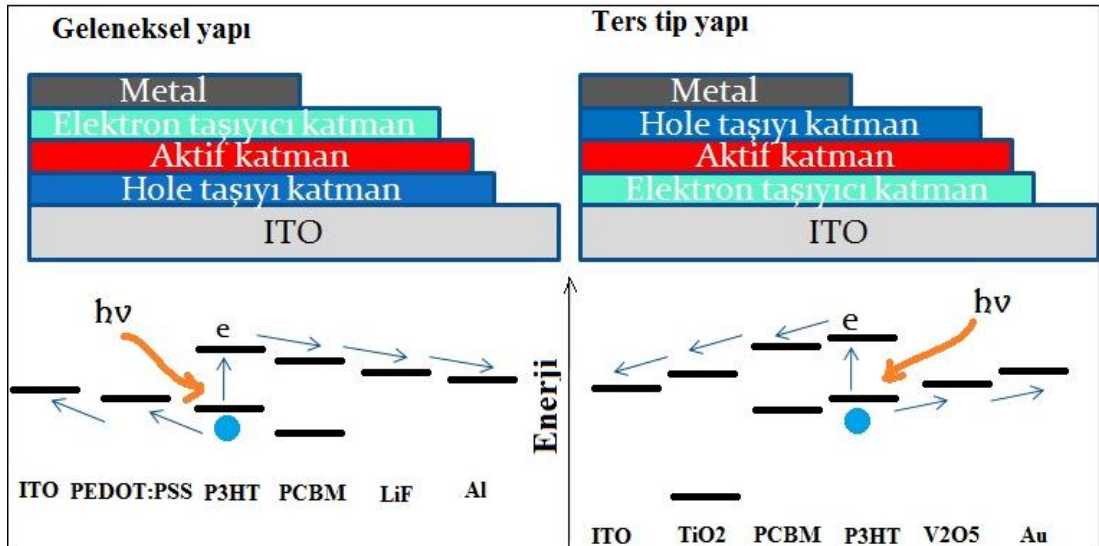 Geleneksel yapı
Metal
Elektron taşıyıcı katman
Aktif katman
Hole taşıyı katman
ITO
hν
e
ITO PEDOT:PSS P3HT PCBM LiF Al
Ters tip yapı
Metal
Hole taşıyı katman
Aktif katman
Elektron taşıyıcı katman
ITO
Enerji
e
hν
ITO TiO2 PCBM P3HT V2O5 Au